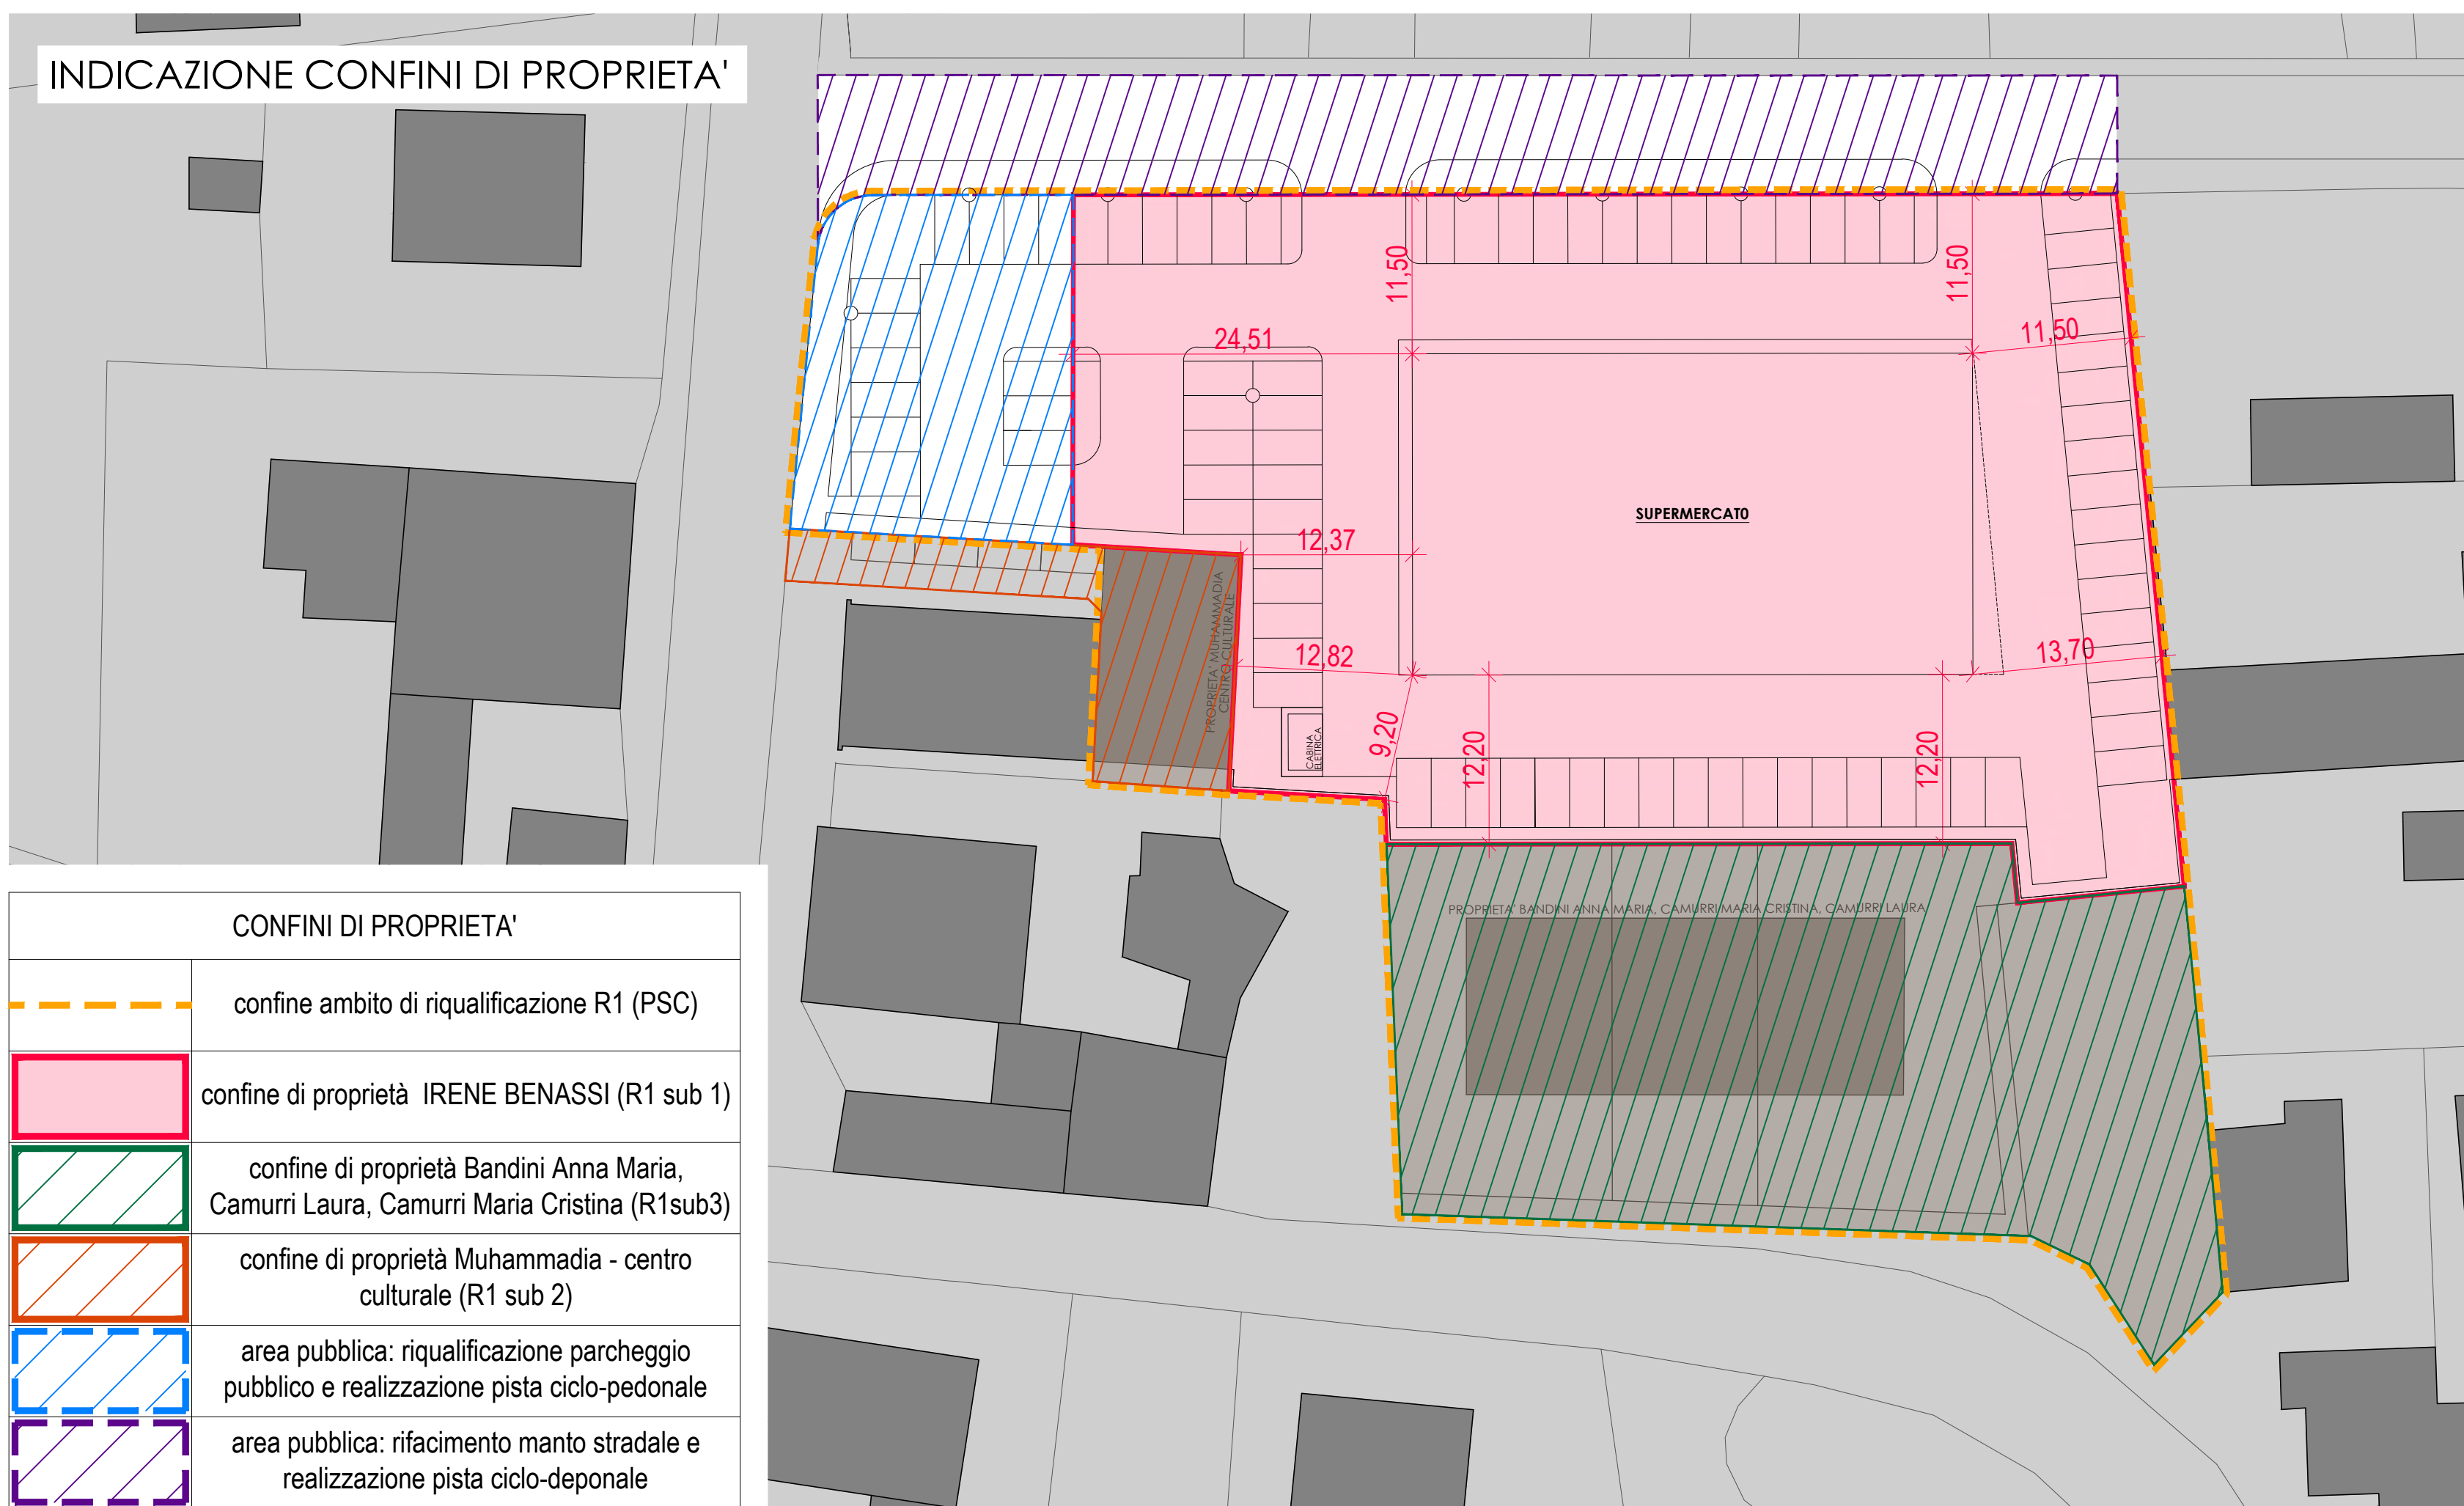 INDICAZIONE CONFINI DI PROPRIETA'
11,50
11,50
24,51
11,50
SUPERMERCATO
12,37
PROPRIETA' MUHAMMADIA
CENTRO CULTURALE
12,82
13,70
CABINA
ELETTRICA
9,20
12,20
12,20
PROPRIETA' BANDINI ANNA MARIA, CAMURRI MARIA CRISTINA, CAMURRI LAURA
CONFINI DI PROPRIETA'
confine ambito di riqualificazione R1 (PSC)
confine di proprietà IRENE BENASSI (R1 sub 1)
confine di proprietà Bandini Anna Maria,
Camurri Laura, Camurri Maria Cristina (R1sub3)
confine di proprietà Muhammadia - centro
culturale (R1 sub 2)
area pubblica: riqualificazione parcheggio
pubblico e realizzazione pista ciclo-pedonale
area pubblica: rifacimento manto stradale e
realizzazione pista ciclo-deponale